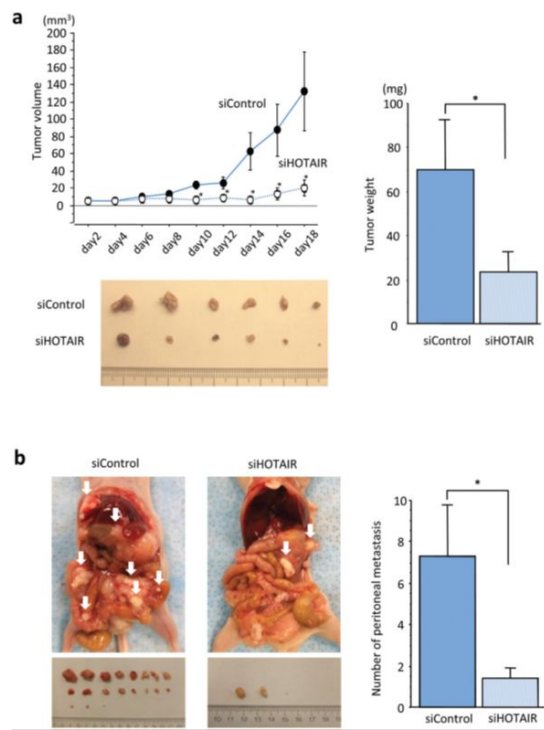 a
(mm³)
Tumor volume
200
180
160
140
120
100
80
60
40
20
0
siControl
siHOTAIR
*
*
*
*
*
day2
day4
day6
day8
day10
day12
day14
day16
day18
(mg)
Tumor weight
100
80
60
40
20
0
*
siControl
siHOTAIR
siControl
siHOTAIR
b
siControl
siHOTAIR
Number of peritoneal metastasis
10
8
6
4
2
0
*
siControl
siHOTAIR